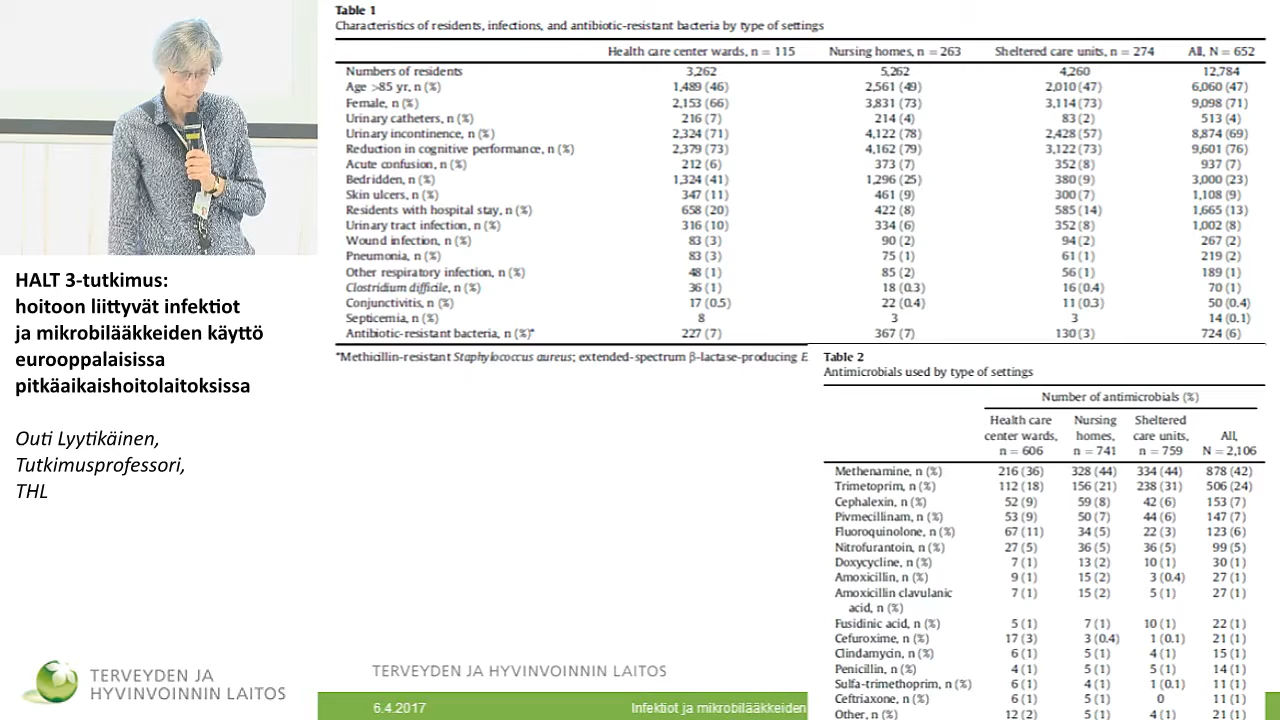 HALT 3-tutkimus:
hoitoon liittyvät infektiot
ja mikrobilääkkeiden käyttö
eurooppalaisissa
pitkäaikaishoitolaitoksissa
Outi Lyytikäinen,
Tutkimusprofessori,
THL
TERVEYDEN JA
HYVINVOINNIN LAITOS
Table 1
Characteristics of residents, infections, and antibiotic-resistant bacteria by type of settings
Health care center wards, n = 115 Nursing homes, n = 263 Sheltered care units, n = 274 All, N = 652
Numbers of residents 3,262 5,262 4,260 12,784
Age >85 yr, n (%) 1,489 (46) 2,561 (49) 2,010 (47) 6,060 (47)
Female, n (%) 2,153 (66) 3,831 (73) 3,114 (73) 9,098 (71)
Urinary catheters, n (%) 216 (7) 214 (4) 83 (2) 513 (4)
Urinary incontinence, n (%) 2,324 (71) 4,122 (78) 2,428 (57) 8,874 (69)
Reduction in cognitive performance, n (%) 2,379 (73) 4,162 (79) 3,122 (73) 9,601 (76)
Acute confusion, n (%) 212 (6) 373 (7) 352 (8) 937 (7)
Bedridden, n (%) 1,324 (41) 1,296 (25) 380 (9) 3,000 (23)
Skin ulcers, n (%) 347 (11) 461 (9) 300 (7) 1,108 (9)
Residents with hospital stay, n (%) 658 (20) 422 (8) 585 (14) 1,665 (13)
Urinary tract infection, n (%) 316 (10) 334 (6) 352 (8) 1,002 (8)
Wound infection, n (%) 83 (3) 90 (2) 94 (2) 267 (2)
Pneumonia, n (%) 83 (3) 75 (1) 61 (1) 219 (2)
Other respiratory infection, n (%) 48 (1) 85 (2) 56 (1) 189 (1)
Clostridium difficile, n (%) 36 (1) 18 (0.3) 16 (0.4) 70 (1)
Conjunctivitis, n (%) 17 (0.5) 22 (0.4) 11 (0.3) 50 (0.4)
Septicemia, n (%) 8 3 3 14 (0.1)
Antibiotic-resistant bacteria, n (%)* 227 (7) 367 (7) 130 (3) 724 (6)
*Methicillin-resistant Staphylococcus aureus; extended-spectrum β-lactase-producing E
Table 2
Antimicrobials used by type of settings
Number of antimicrobials (%)
Health care Nursing Sheltered
center wards, homes, care units, All,
n = 606 n = 741 n = 759 N = 2,106
Methenamine, n (%) 216 (36) 328 (44) 334 (44) 878 (42)
Trimetoprim, n (%) 112 (18) 156 (21) 238 (31) 506 (24)
Cephalexin, n (%) 52 (9) 59 (8) 42 (6) 153 (7)
Pivmecillinam, n (%) 53 (9) 50 (7) 44 (6) 147 (7)
Fluoroquinolone, n (%) 67 (11) 34 (5) 22 (3) 123 (6)
Nitrofurantoin, n (%) 27 (5) 36 (5) 36 (5) 99 (5)
Doxycycline, n (%) 7 (1) 13 (2) 10 (1) 30 (1)
Amoxicillin, n (%) 9 (1) 15 (2) 3 (0.4) 27 (1)
Amoxicillin clavulanic 7 (1) 15 (2) 5 (1) 27 (1)
acid, n (%)
Fusidinic acid, n (%) 5 (1) 7 (1) 10 (1) 22 (1)
Cefuroxime, n (%) 17 (3) 3 (0.4) 1 (0.1) 21 (1)
Clindamycin, n (%) 6 (1) 5 (1) 4 (1) 15 (1)
Penicillin, n (%) 4 (1) 5 (1) 5 (1) 14 (1)
Sulfa-trimethoprim, n (%) 6 (1) 4 (1) 1 (0.1) 11 (1)
Ceftriaxone, n (%) 6 (1) 5 (1) 0 11 (1)
Other, n (%) 12 (2) 5 (1) 4 (1) 21 (1)
TERVEYDEN JA HYVINVOINNIN LAITOS
6.4.2017 Infektiot ja mikrobilääkkeiden